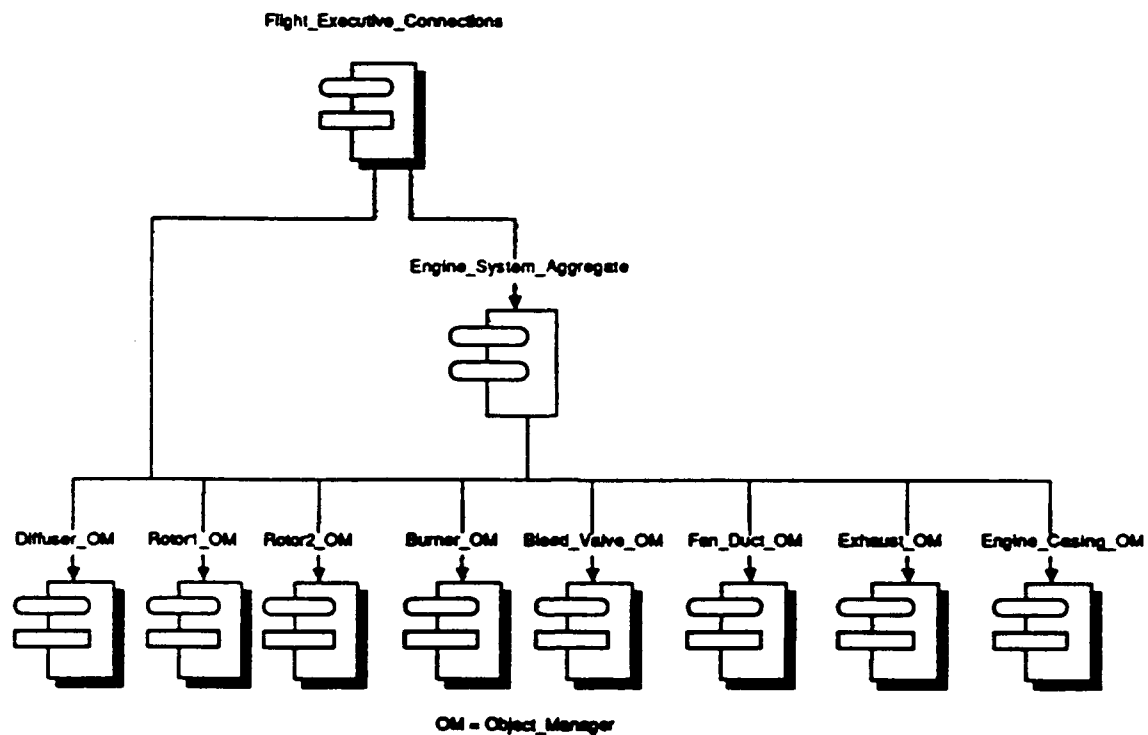 Flight_Executive_Connections
Engine_System_Aggregate
Diffuser_OM Rotor1_OM Rotor2_OM Burner_OM Bleed_Valve_OM Fan_Duct_OM Exhaust_OM Engine_Casing_OM
OM = Object_Manager